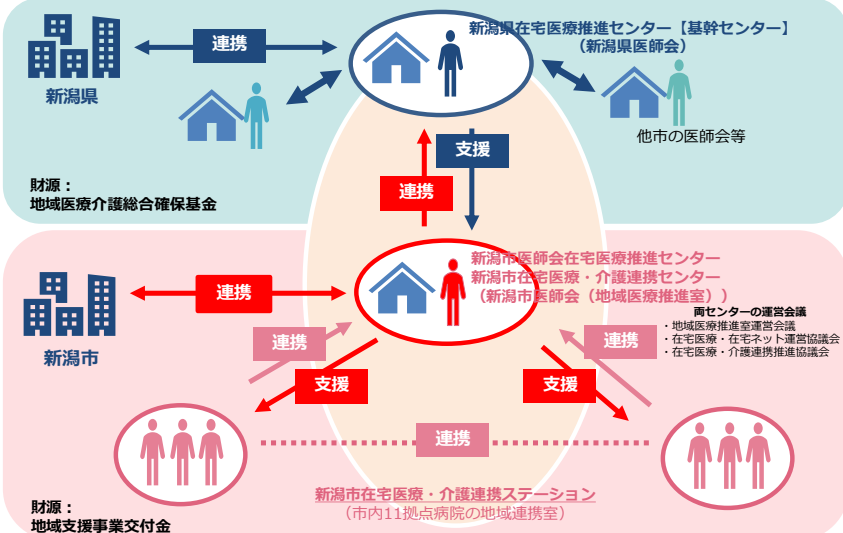 新潟県在宅医療推進センター【基幹センター】
（新潟県医師会）
連携
新潟県
他市の医師会等
支援
連携
財源：
地域医療介護総合確保基金
新潟市医師会在宅医療推進センター
新潟市在宅医療・介護連携センター
（新潟市医師会（地域医療推進室））
連携
両センターの運営会議
・地域医療推進室運営会議
・在宅医療・在宅ネット運営協議会
・在宅医療・介護連携推進協議会
新潟市
連携
連携
支援
支援
連携
新潟市在宅医療・介護連携ステーション
（市内11拠点病院の地域連携室）
財源：
地域支援事業交付金